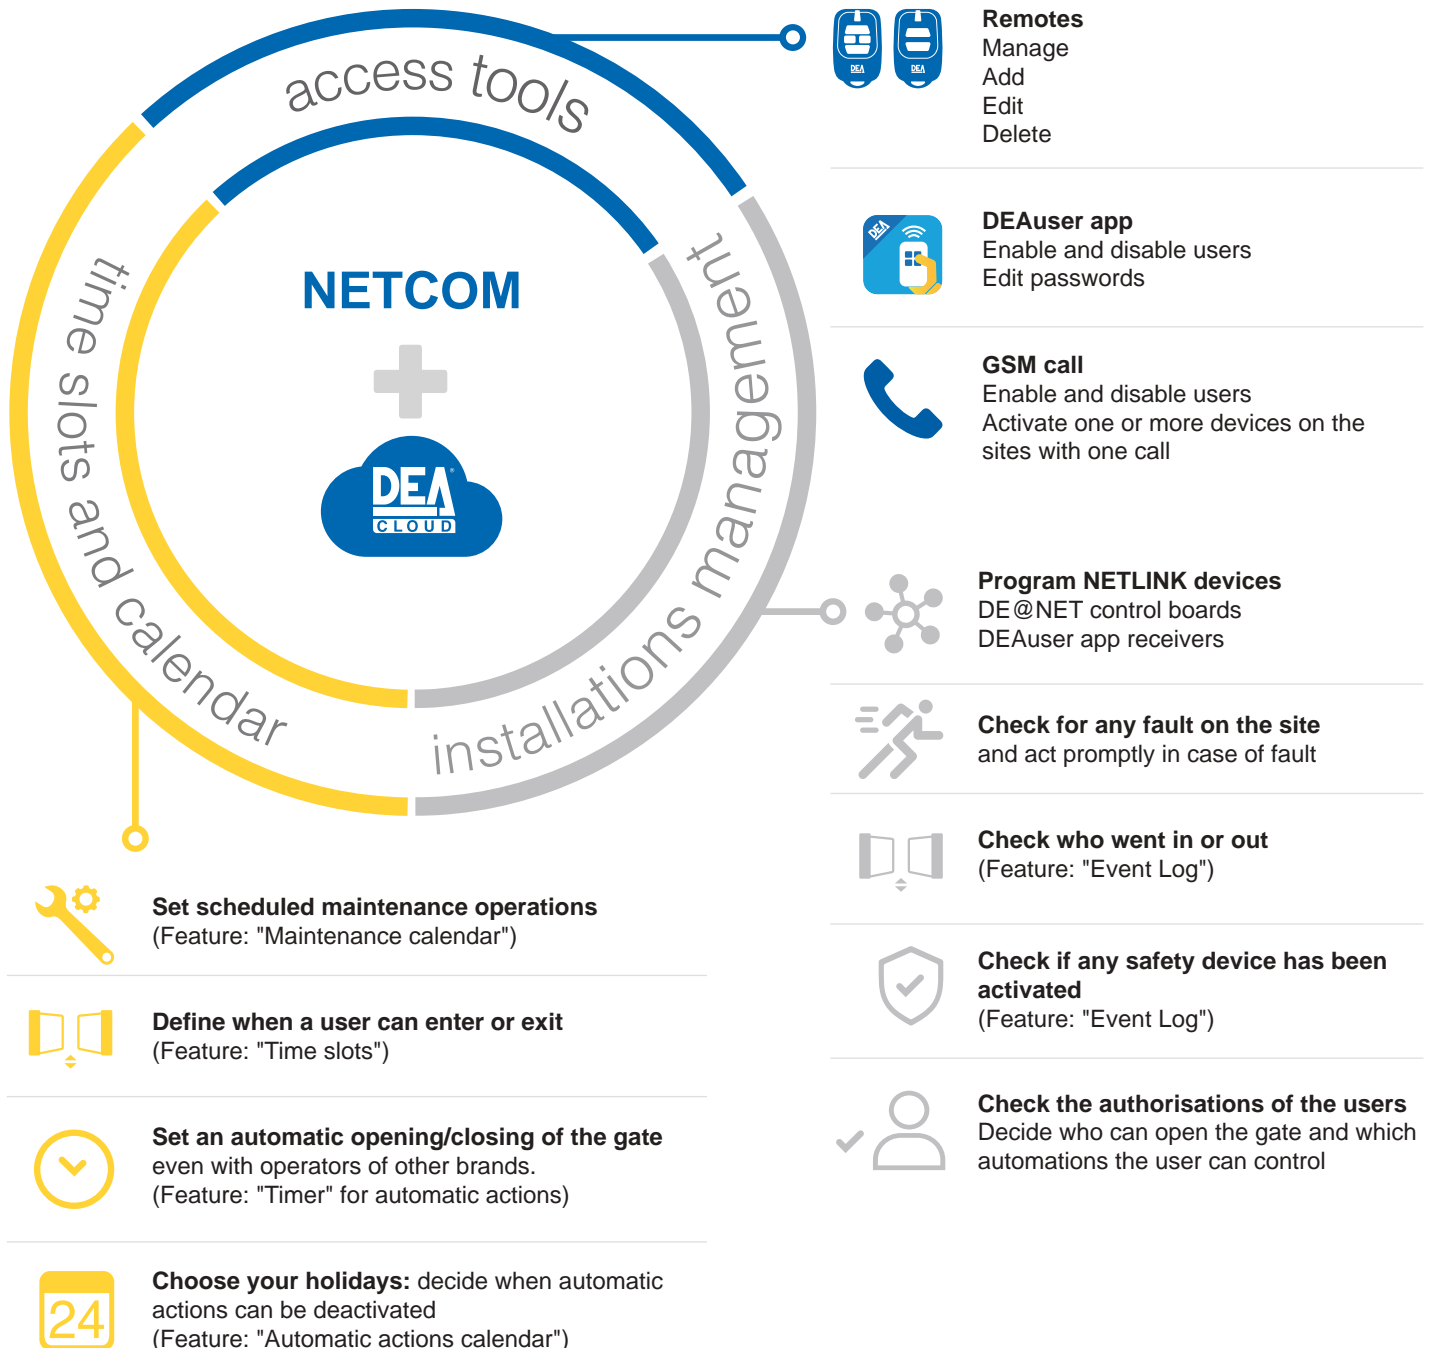 access tools
time slots and calendar
installations management
NETCOM
DEA
CLOUD
DEA
DEA
Remotes
Manage
Add
Edit
Delete
DEA
DEAuser app
Enable and disable users
Edit passwords
GSM call
Enable and disable users
Activate one or more devices on the
sites with one call
Program NETLINK devices
DE@NET control boards
DEAuser app receivers
Check for any fault on the site
and act promptly in case of fault
Check who went in or out
(Feature: "Event Log")
Check if any safety device has been
activated
(Feature: "Event Log")
Check the authorisations of the users
Decide who can open the gate and which
automations the user can control
Set scheduled maintenance operations
(Feature: "Maintenance calendar")
Define when a user can enter or exit
(Feature: "Time slots")
Set an automatic opening/closing of the gate
even with operators of other brands.
(Feature: "Timer" for automatic actions)
24
Choose your holidays: decide when automatic
actions can be deactivated
(Feature: "Automatic actions calendar")